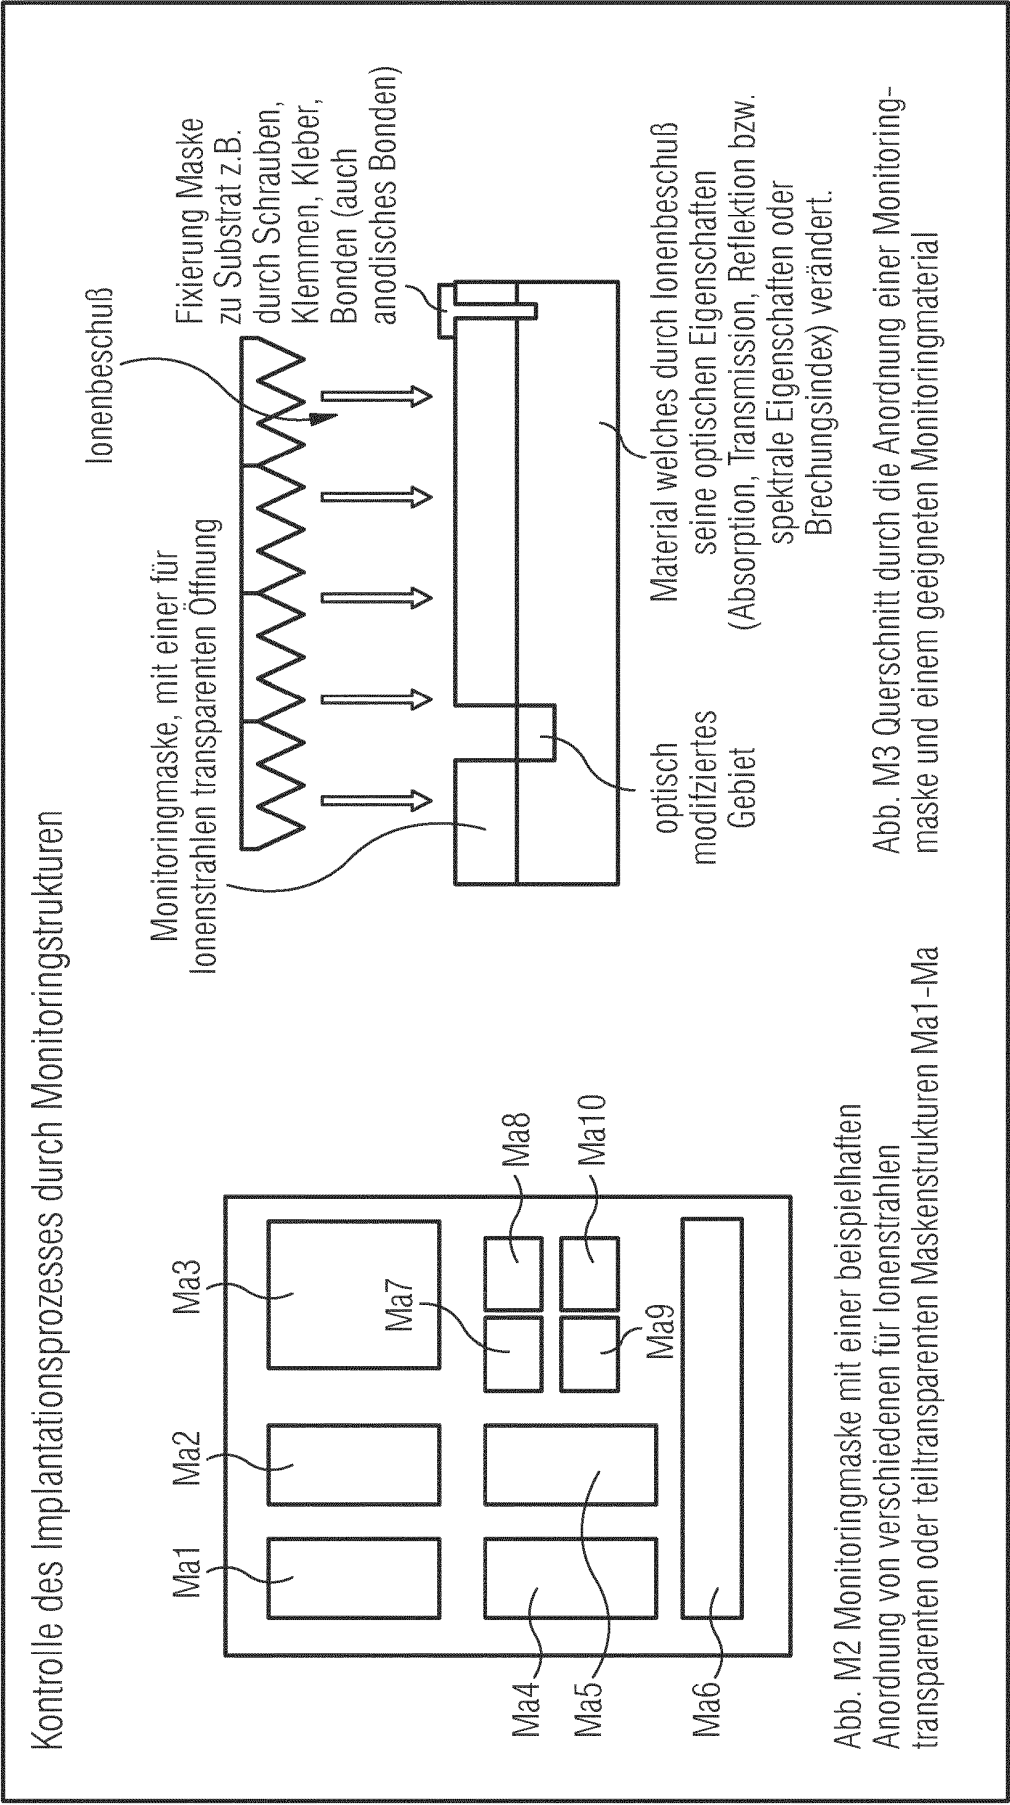 Kontrolle des Implantationsprozesses durch Monitoringstrukturen
Ma1
Ma2
Ma3
Ma4
Ma5
Ma6
Ma7
Ma8
Ma9
Ma10
Abb. M2 Monitoringmaske mit einer beispielhaften
Anordnung von verschiedenen für Ionenstrahlen
transparenten oder teiltransparenten Maskenstrukturen Ma1-Ma
Monitoringmaske, mit einer für
Ionenstrahlen transparenten Öffnung
Ionenbeschuß
Fixierung Maske
zu Substrat z.B.
durch Schrauben,
Klemmen, Kleber,
Bonden (auch
anodisches Bonden)
optisch
modifiziertes
Gebiet
Material welches durch Ionenbeschuß
seine optischen Eigenschaften
(Absorption, Transmission, Reflektion bzw.
spektrale Eigenschaften oder
Brechungsindex) verändert.
Abb. M3 Querschnitt durch die Anordnung einer Monitoring-
maske und einem geeigneten Monitoringmaterial